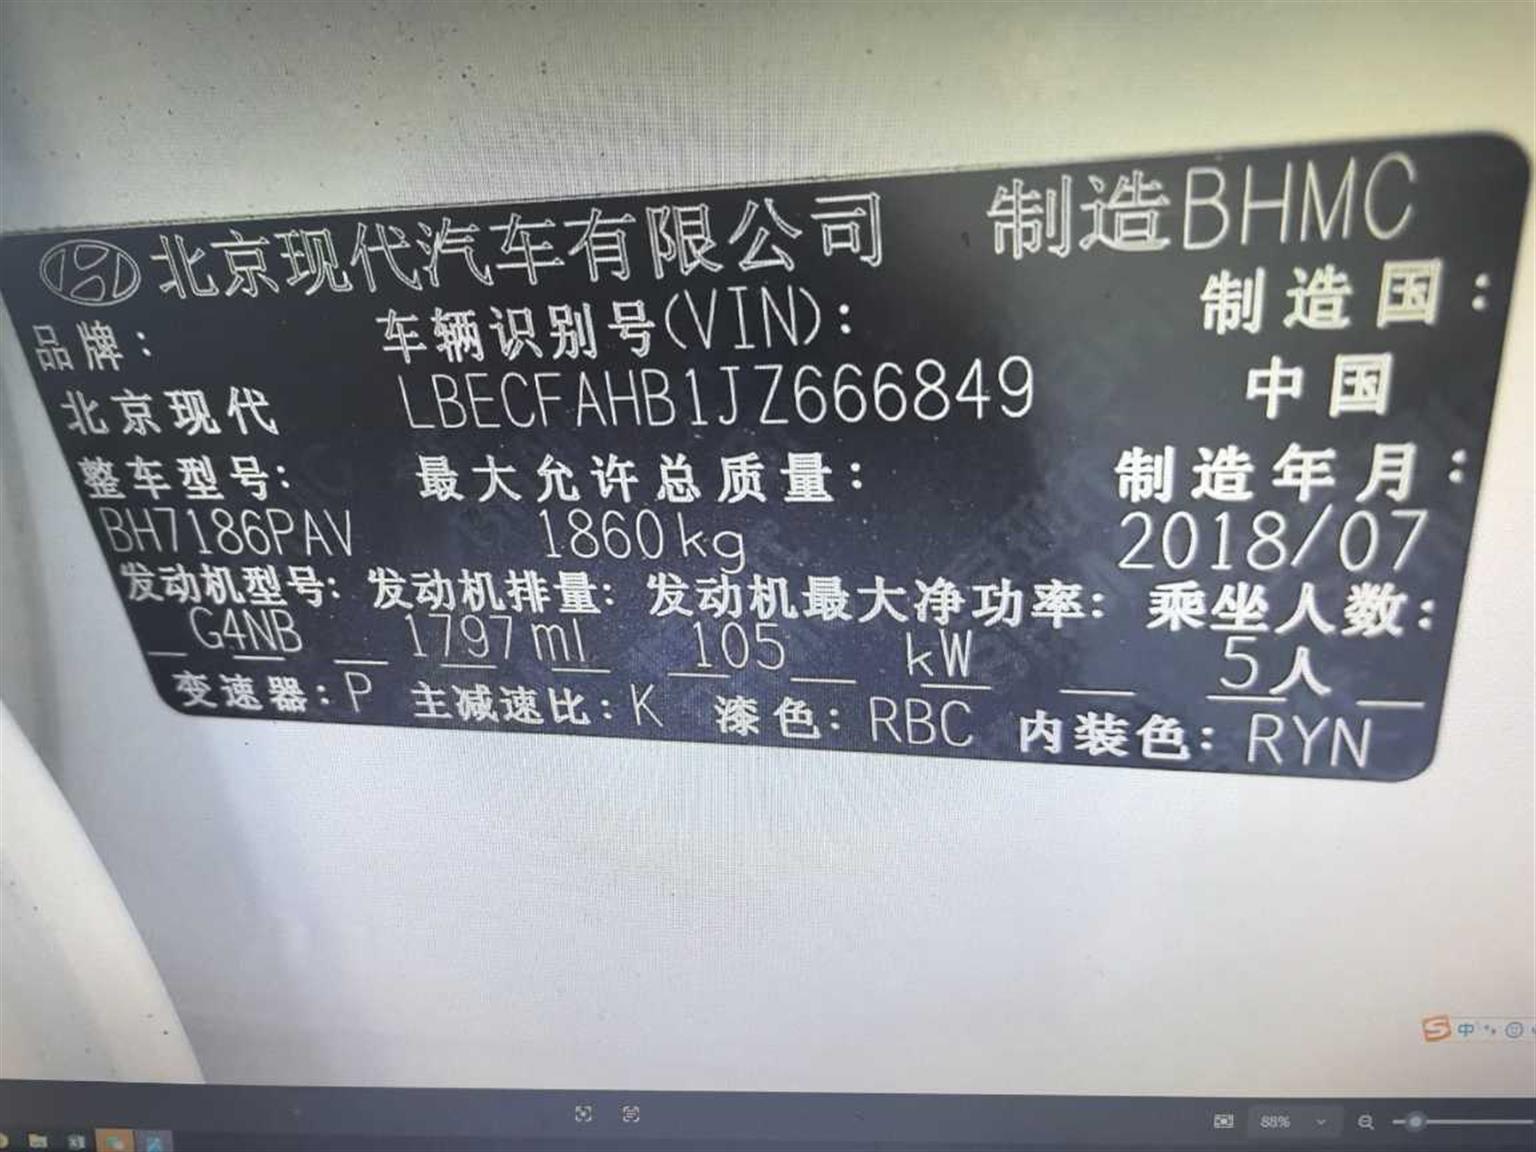 北京现代汽车有限公司 制造BHMC
品牌： 车辆识别号(VIN)： 制造国：
北京现代 LBECFAHB1JZ666849 中国
整车型号： 最大允许总质量： 制造年月：
BH7186PAV 1860kg 2018/07
发动机型号： 发动机排量： 发动机最大净功率： 乘坐人数：
G4NB 1797ml 105 kW 5人
变速器：P 主减速比：K 漆色：RBC 内装色：RYN
中
88%